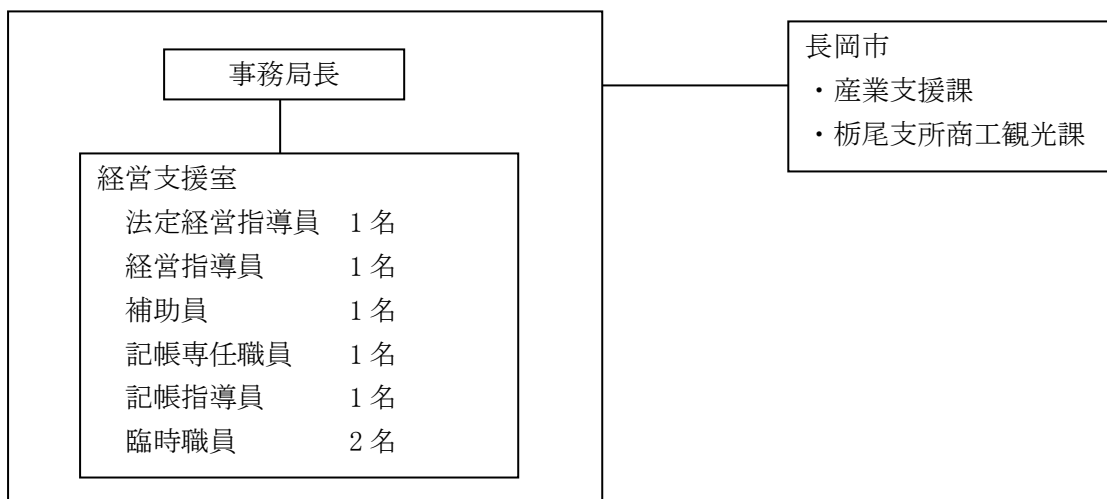 事務局長
経営支援室
法定経営指導員 1名
経営指導員 1名
補助員 1名
記帳専任職員 1名
記帳指導員 1名
臨時職員 2名
長岡市
・産業支援課
・栃尾支所商工観光課